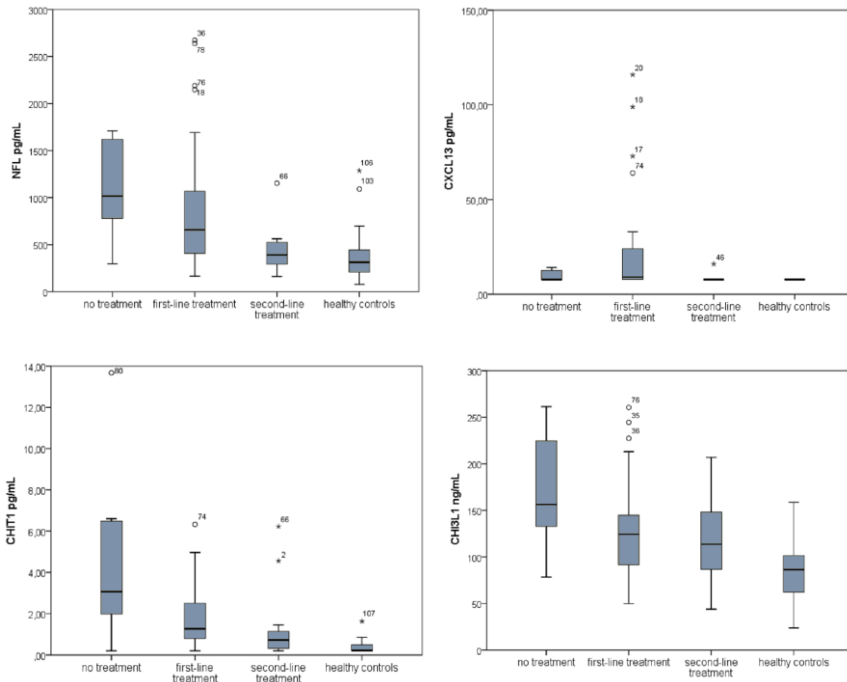 3000
2500
2000
1500
1000
500
0
NFL pg/mL
36
78
76
18
66
106
103
no treatment
first-line treatment
second-line
treatment
healthy controls
150,00
100,00
50,00
,00
CXCL13 pg/mL
20
18
17
74
46
no treatment
first-line
treatment
second-line
treatment
healthy controls
14,00
12,00
10,00
8,00
6,00
4,00
2,00
,00
CHIT1 pg/mL
80
74
66
2
107
no treatment
first-line
treatment
second-line
treatment
healthy controls
300
250
200
150
100
50
0
CHI3L1 ng/mL
76
35
36
no treatment
first-line treatment
second-line
treatment
healthy controls